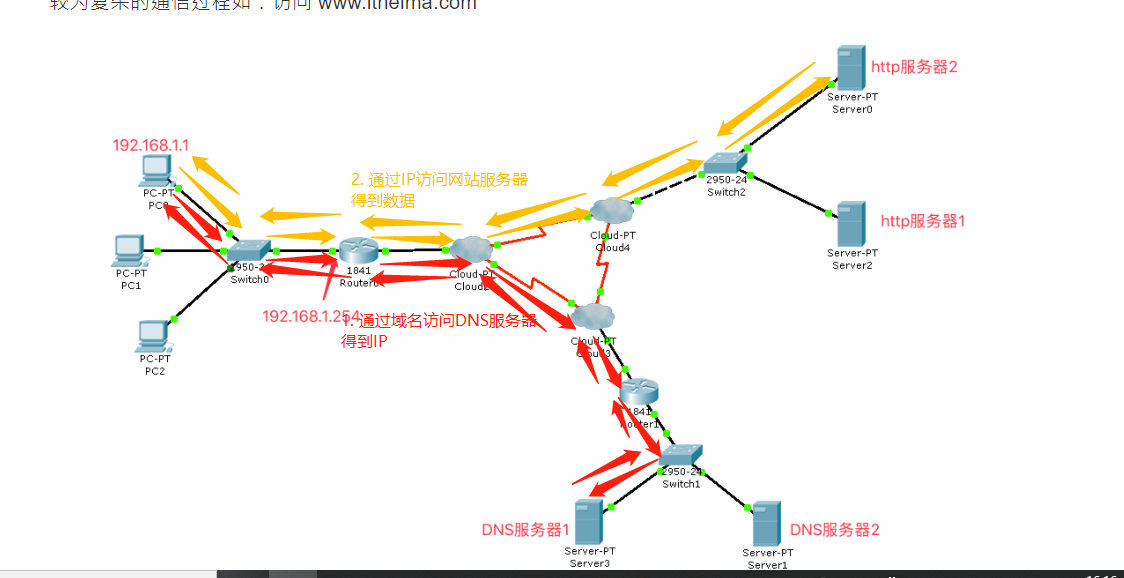 较为复杂的通信过程如：访问 www.itheima.com
http服务器2
Server-PT
Server0
192.168.1.1
PC-PT
PC0
2. 通过IP访问网站服务器
得到数据
2950-24
Switch2
http服务器1
Server-PT
Server2
Cloud-PT
Cloud4
PC-PT
PC1
Switch0
1841
Router0
Cloud-PT
192.168.1.254
1. 通过域名访问DNS服务器
得到IP
Cloud-PT
Cloud3
PC-PT
PC2
1841
Router1
2950-24
Switch1
DNS服务器1
Server-PT
Server3
DNS服务器2
Server-PT
Server1